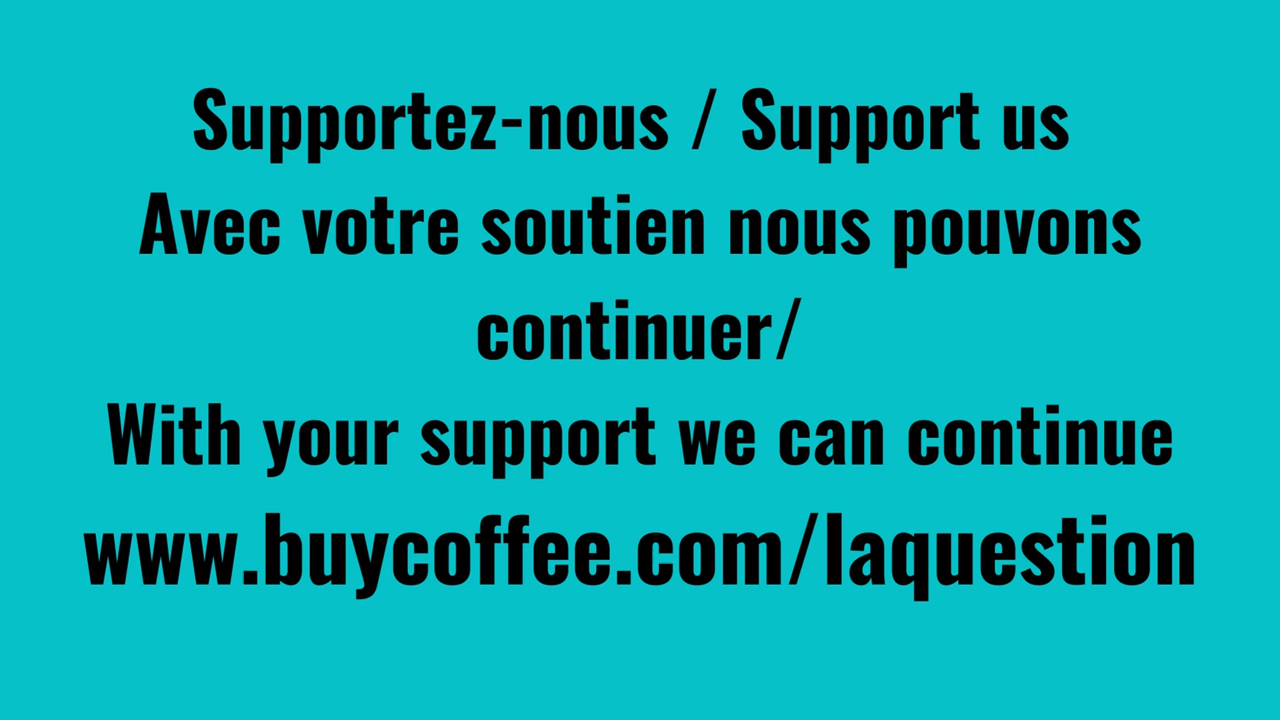 Supportez-nous / Support us
Avec votre soutien nous pouvons
continuer/
With your support we can continue
www.buycoffee.com/laquestion